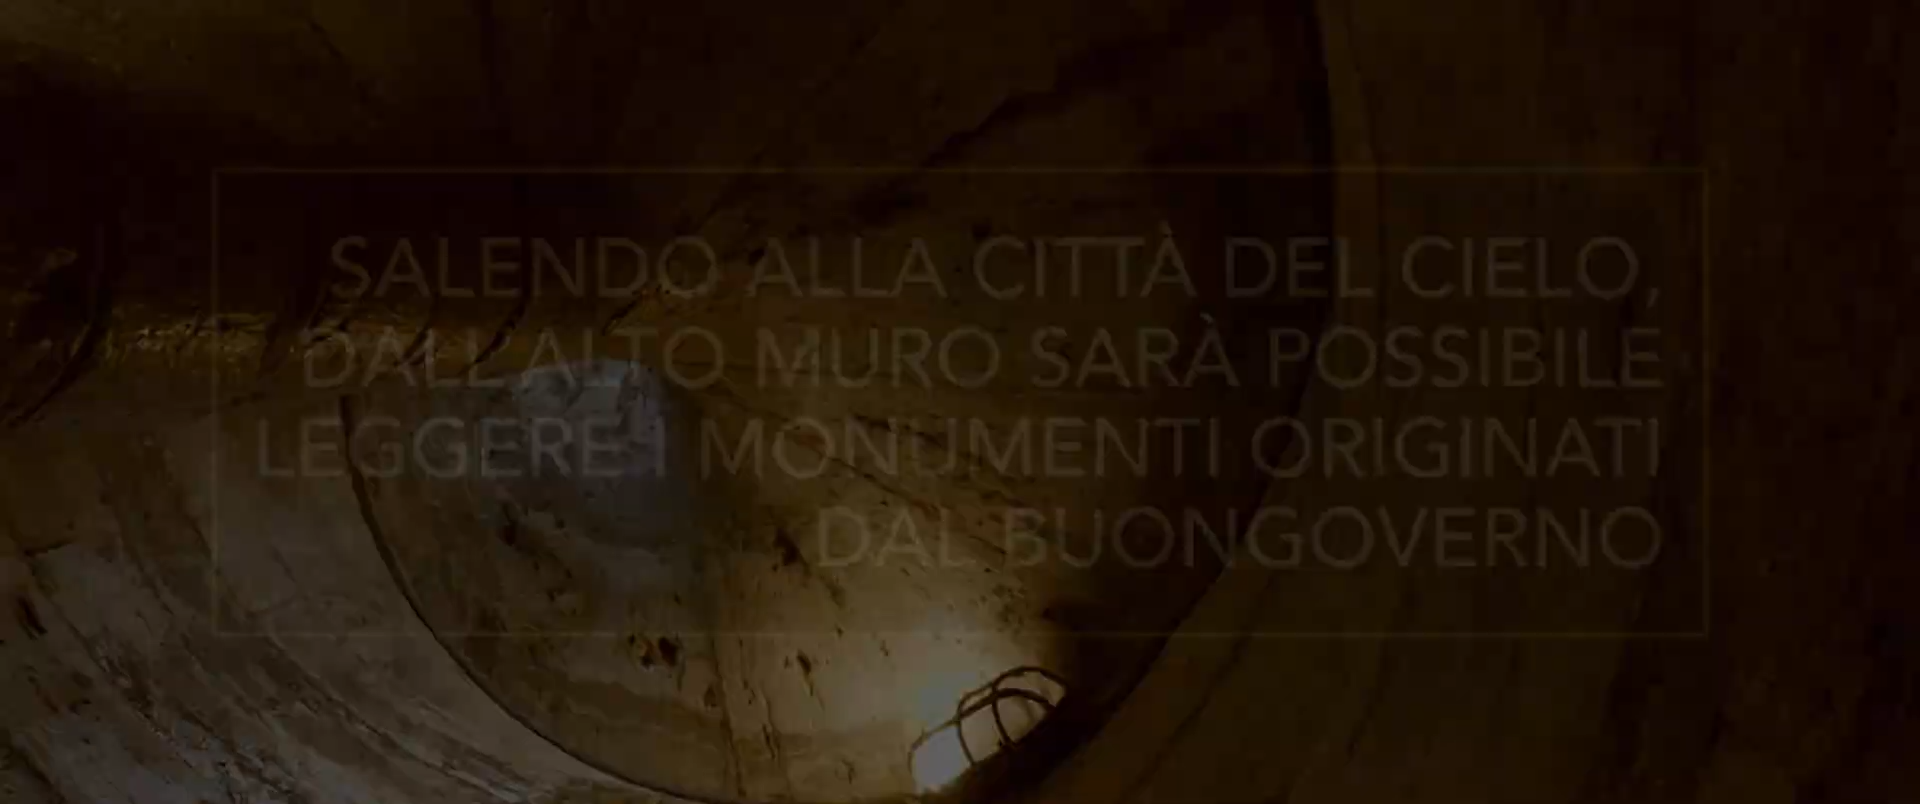 SALENDO ALLA CITTÀ DEL CIELO,
DALL'ALTO MURO SARÀ POSSIBILE
LEGGERE I MONUMENTI ORIGINATI
DAL BUONGOVERNO